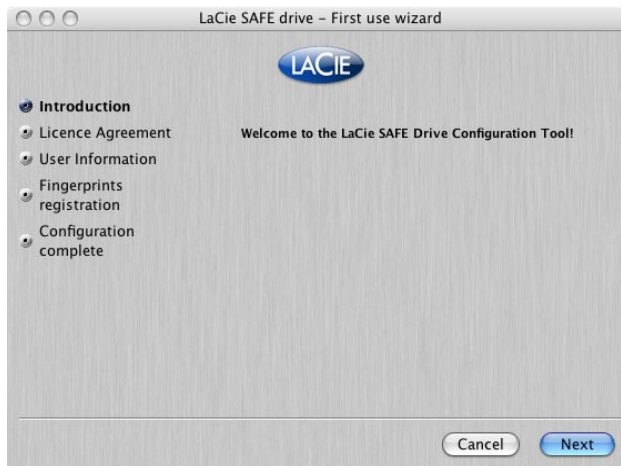 LaCie SAFE drive – First use wizard
LACIE
Introduction
Licence Agreement
Welcome to the LaCie SAFE Drive Configuration Tool!
User Information
Fingerprints
registration
Configuration
complete
Cancel
Next